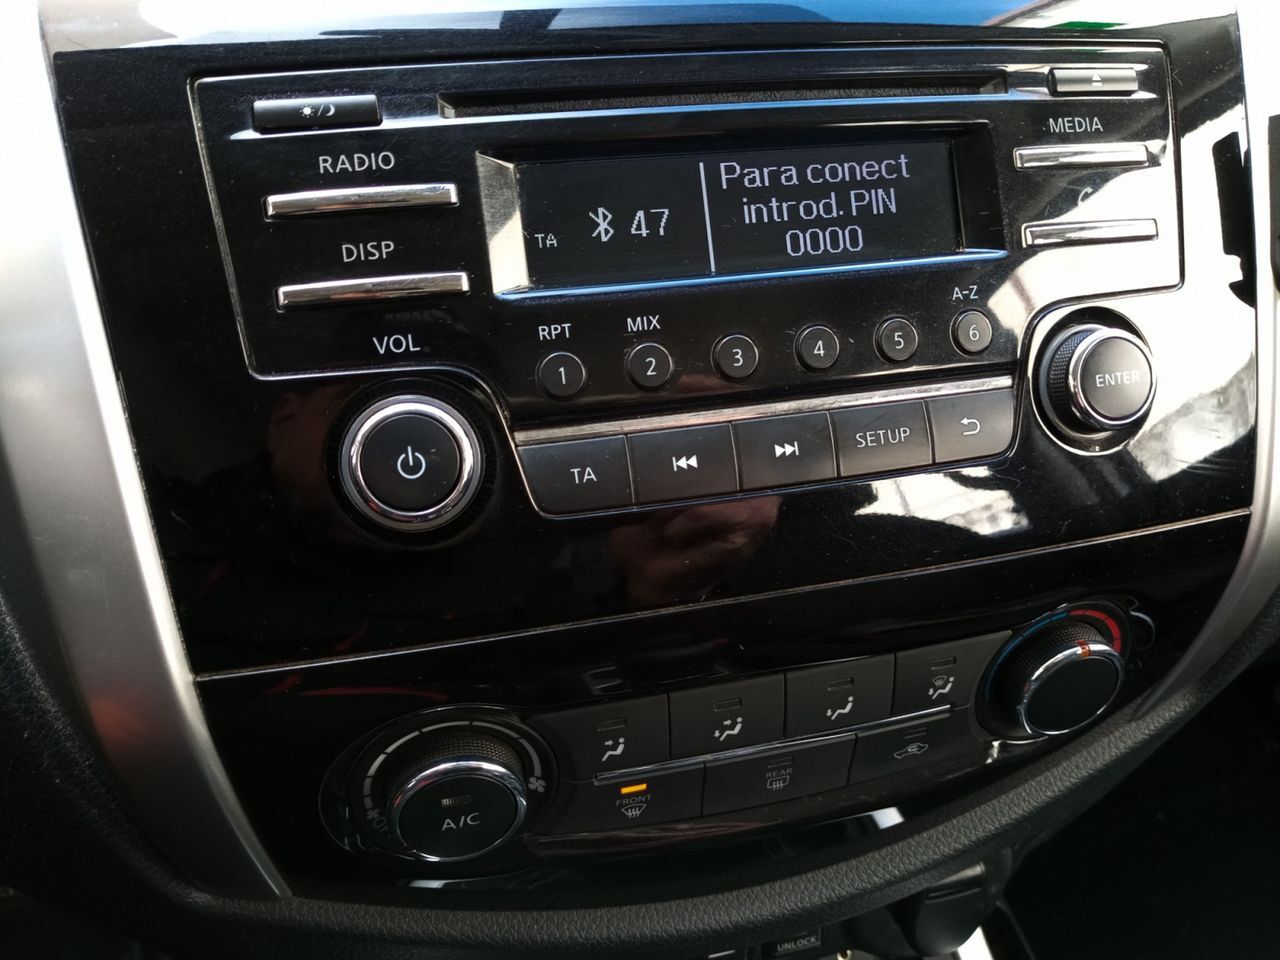 RADIO
MEDIA
DISP
TA
47
Para conect
introd. PIN
0000
VOL
RPT
MIX
A-Z
1
2
3
4
5
6
ENTER
TA
SETUP
A/C
FRONT
REAR
UNLOCK